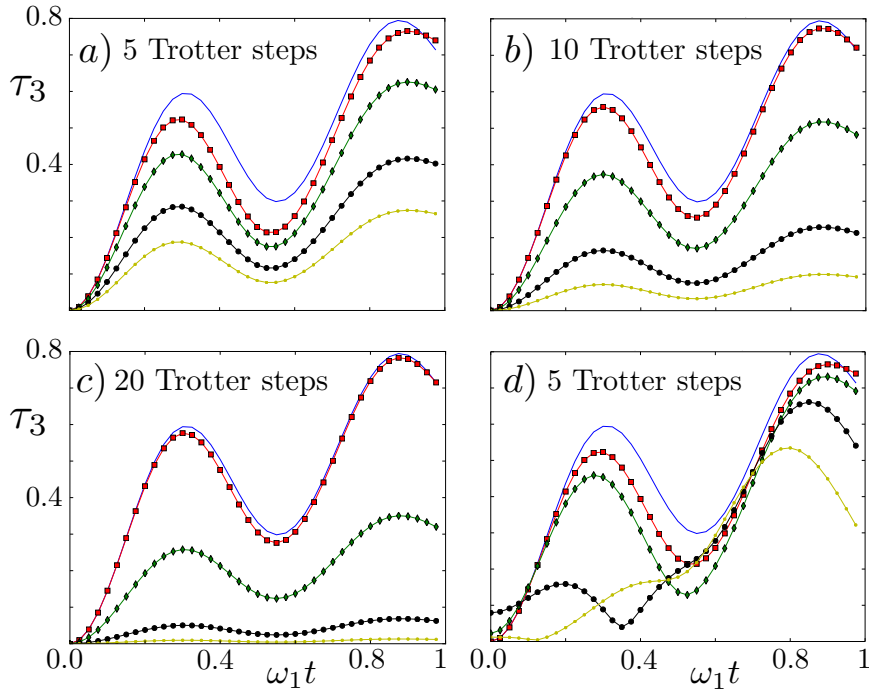 0.8
a) 5 Trotter steps
b) 10 Trotter steps
τ₃
0.4
0.8
c) 20 Trotter steps
d) 5 Trotter steps
τ₃
0.4
0.0 0.4 ω₁t 0.8 1
0.0 0.4 ω₁t 0.8 1